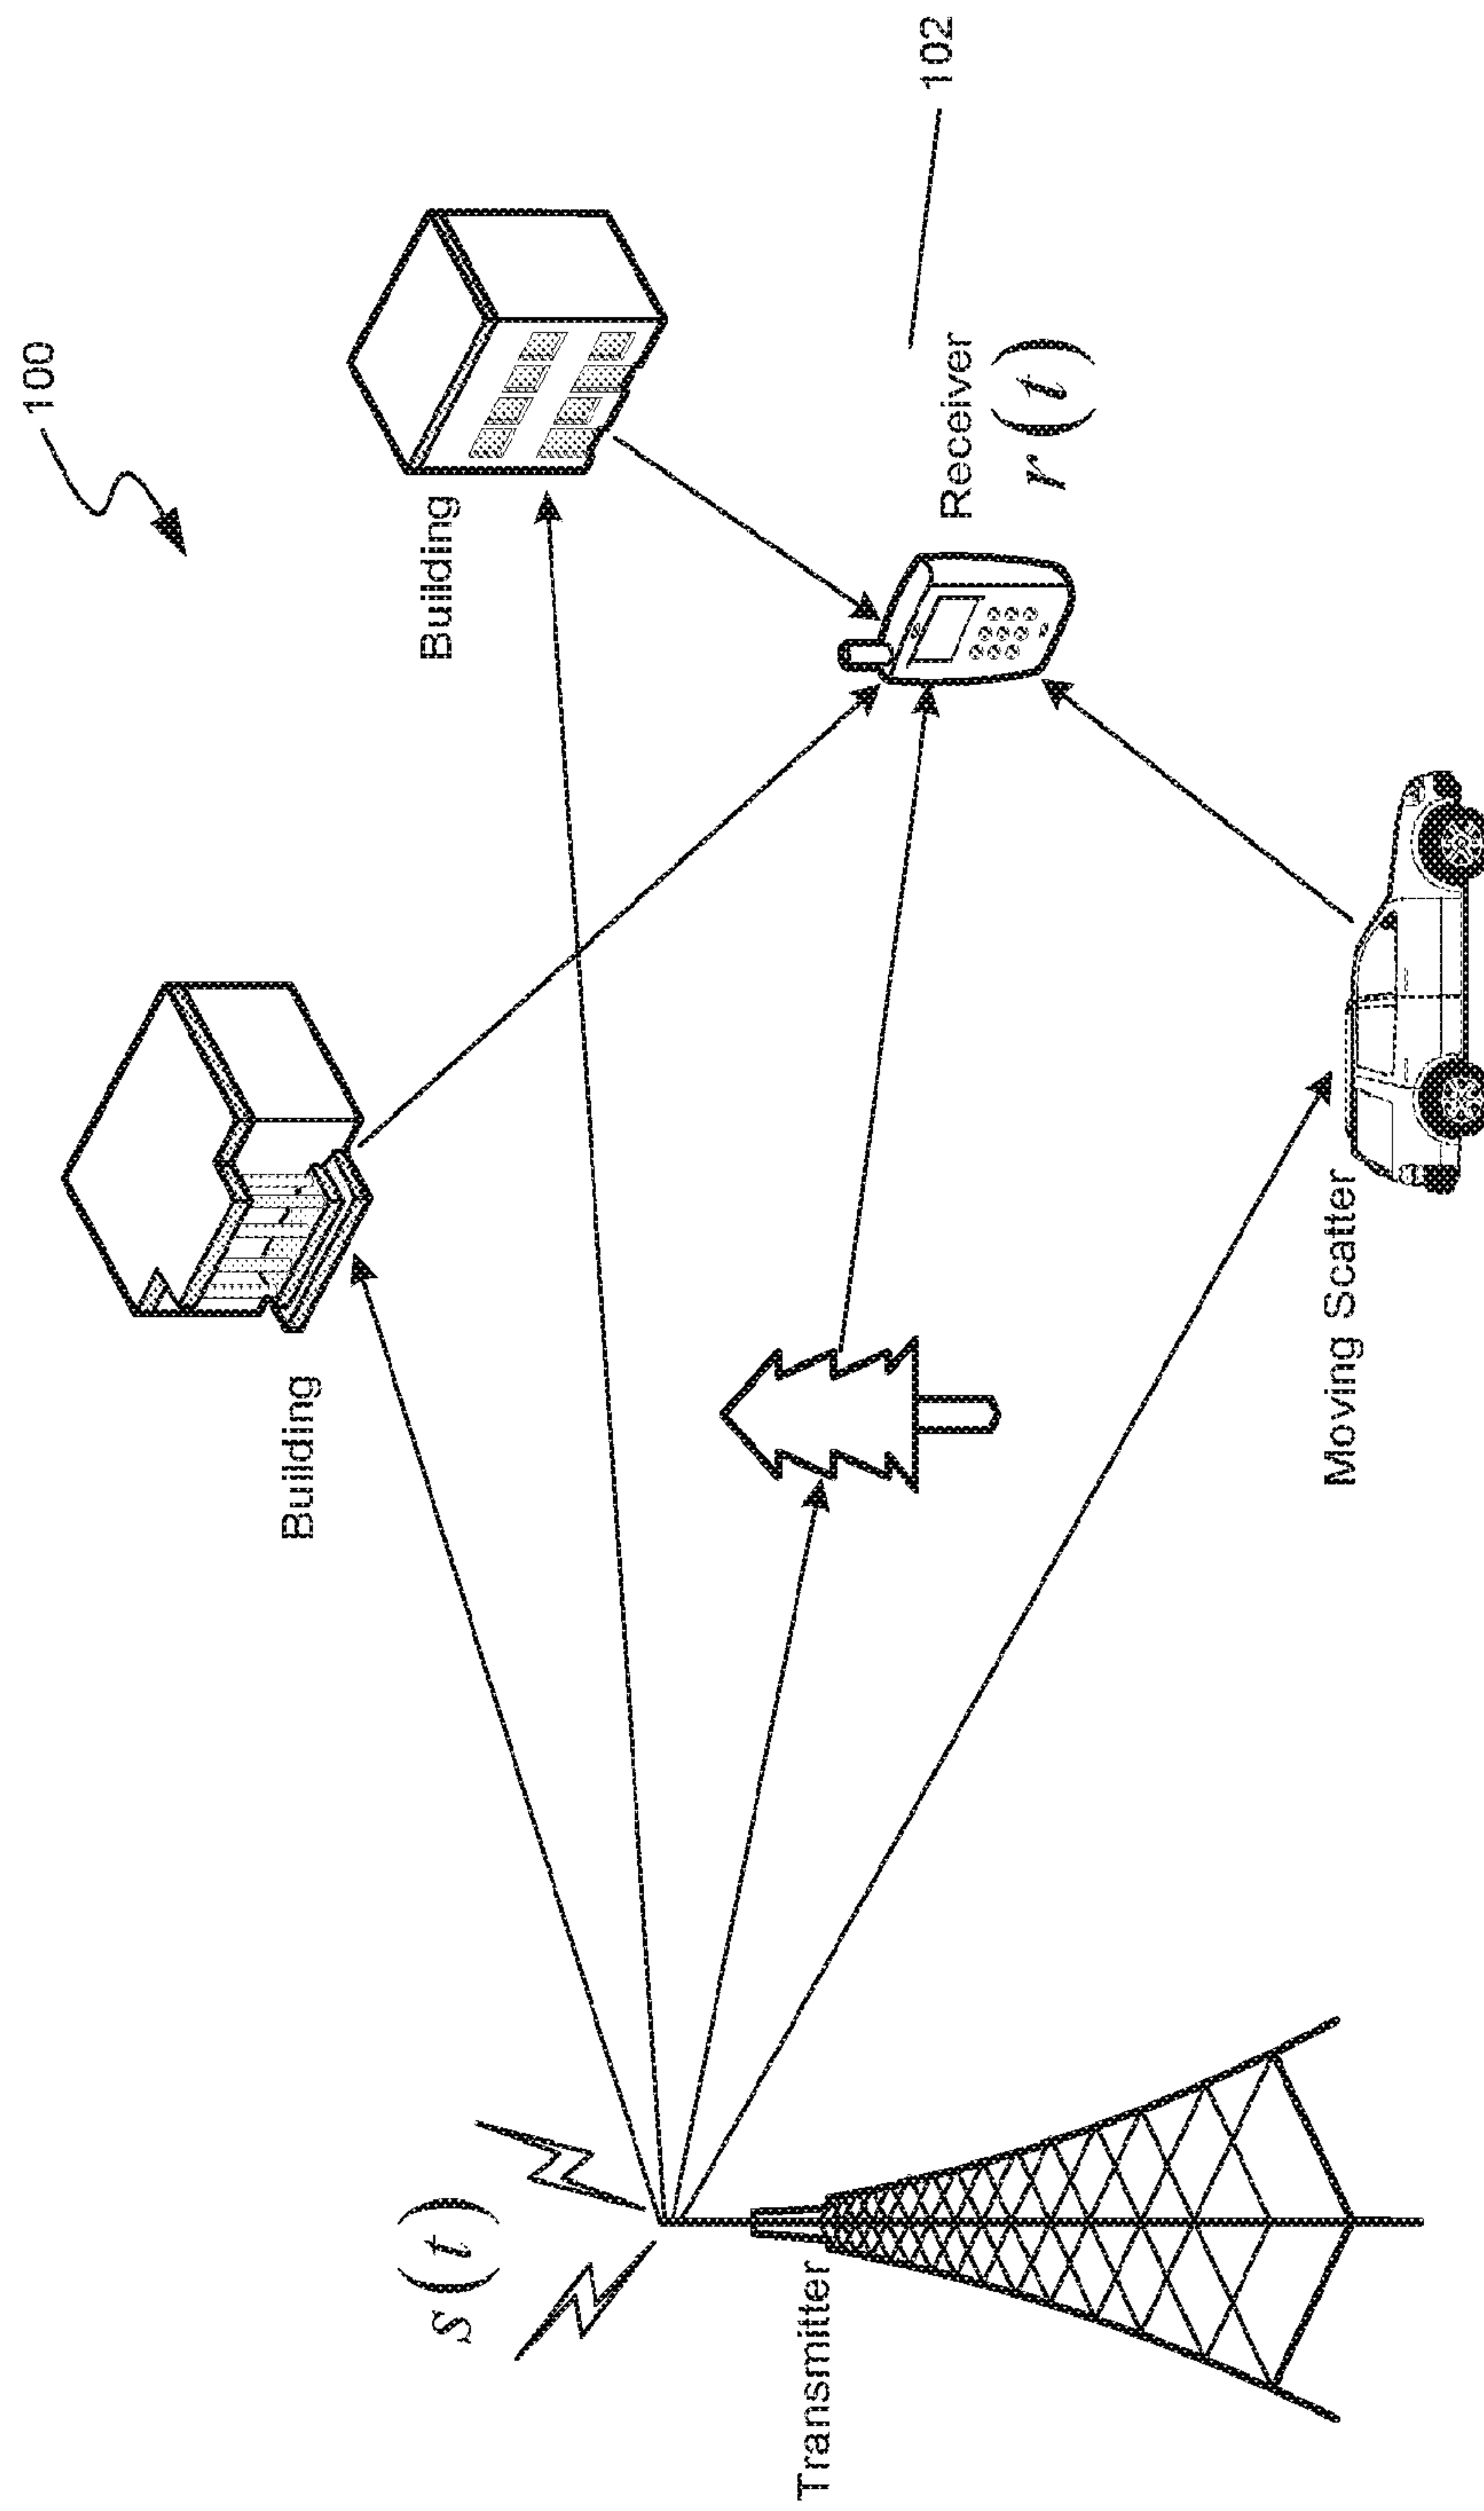 100
Building
Building
s(t)
Receiver
r(t)
102
Transmitter
Moving Scatter